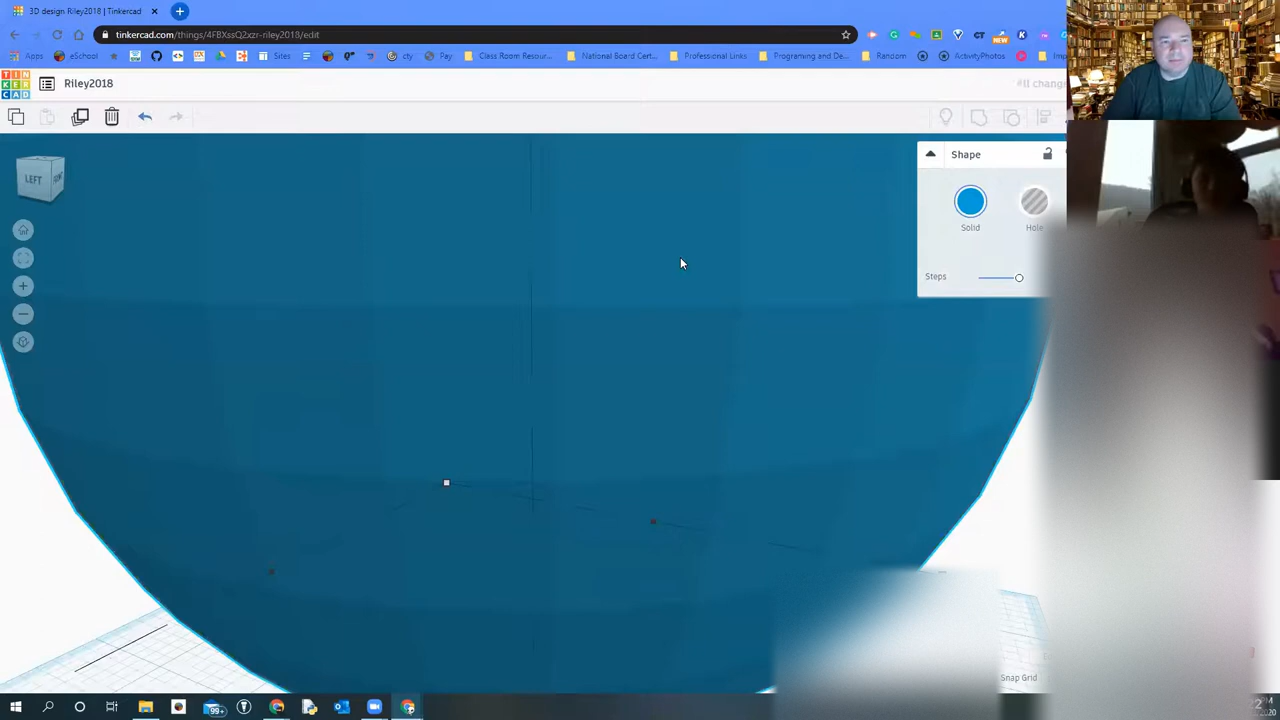 3D design Riley2018 | Tinkercad
tinkercad.com/things/4FBXssQ2xzr-riley2018/edit
Apps eSchool Sites cty Pay Class Room Resour... National Board Cert... Professional Links Programing and De... Random ActivityPhotos
TIN
KER
CAD
Riley2018
LEFT
Shape
Solid Hole
Steps
Snap Grid
99+